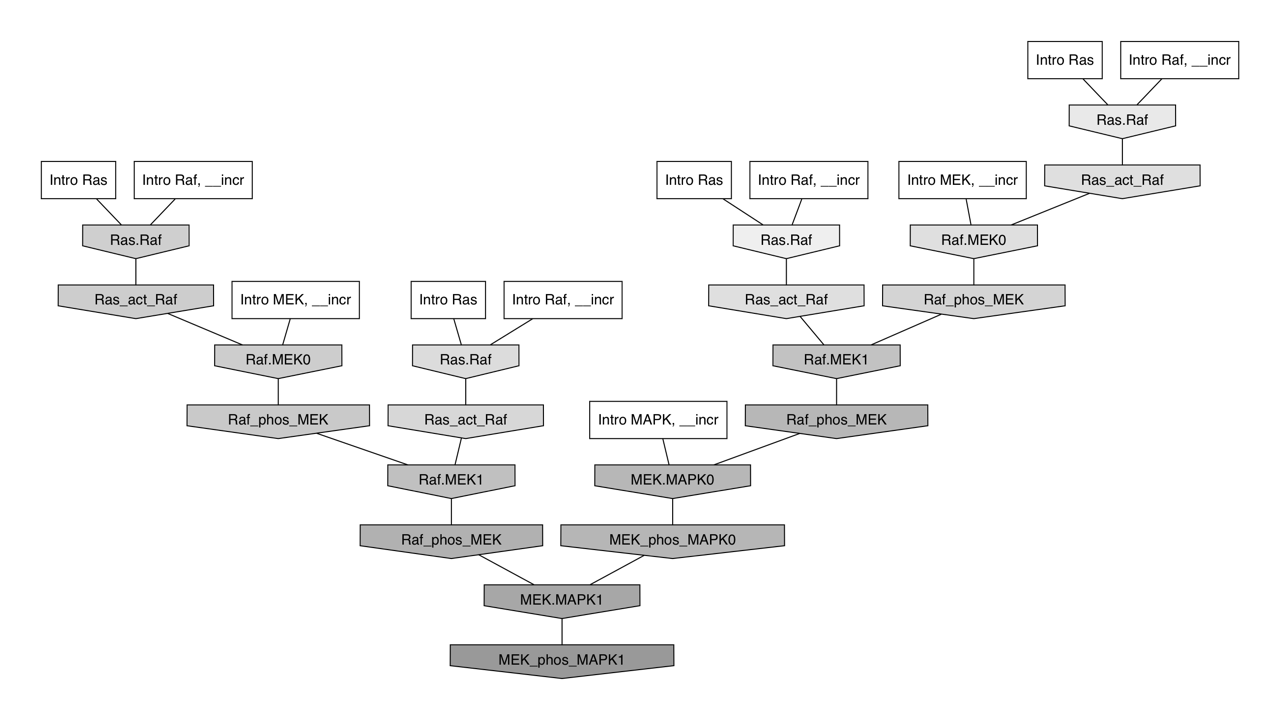 Intro Ras
Intro Raf, __incr
Ras.Raf
Intro Ras
Intro Raf, __incr
Intro Ras
Intro Raf, __incr
Intro MEK, __incr
Ras_act_Raf
Ras.Raf
Ras.Raf
Raf.MEK0
Ras_act_Raf
Intro MEK, __incr
Intro Ras
Intro Raf, __incr
Ras_act_Raf
Raf_phos_MEK
Raf.MEK0
Ras.Raf
Raf.MEK1
Raf_phos_MEK
Ras_act_Raf
Intro MAPK, __incr
Raf_phos_MEK
Raf.MEK1
MEK.MAPK0
Raf_phos_MEK
MEK_phos_MAPK0
MEK.MAPK1
MEK_phos_MAPK1